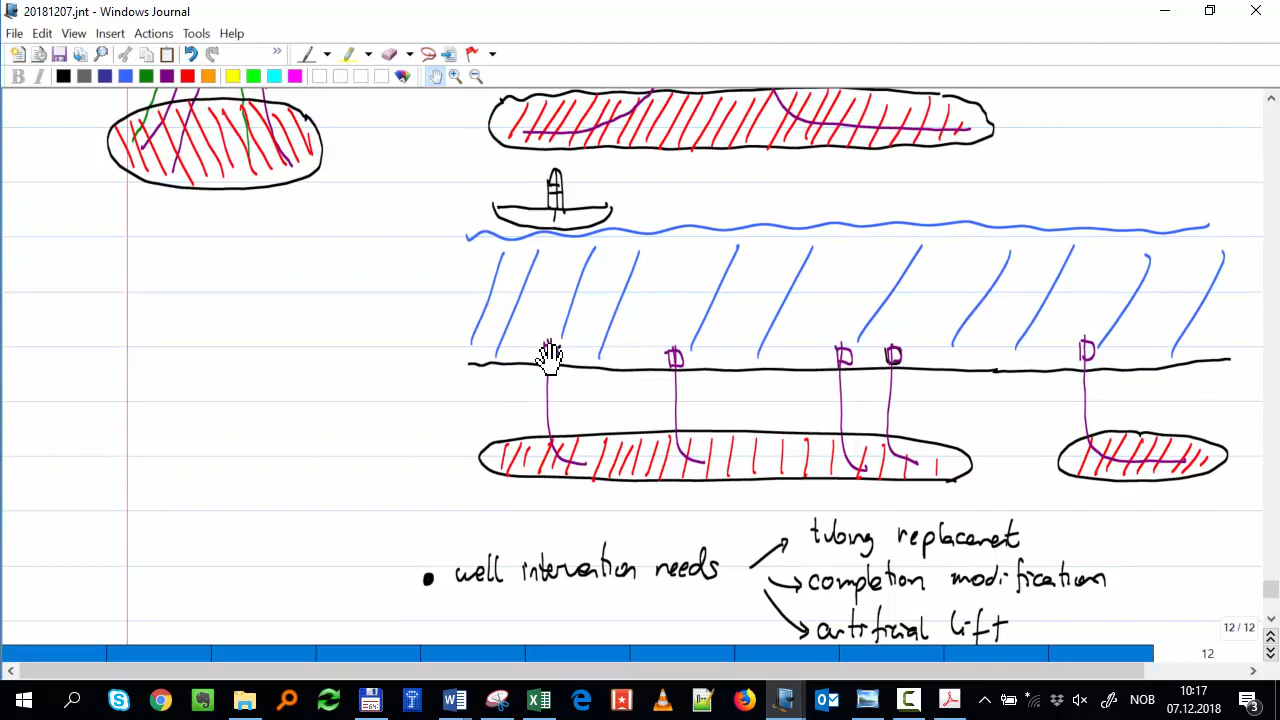 20181207.jnt - Windows Journal
File Edit View Insert Actions Tools Help
B I
D D D D
well intervention needs
tubing replacement
completion modification
artificial lift
12 / 12
12
NOB
10:17
07.12.2018
3